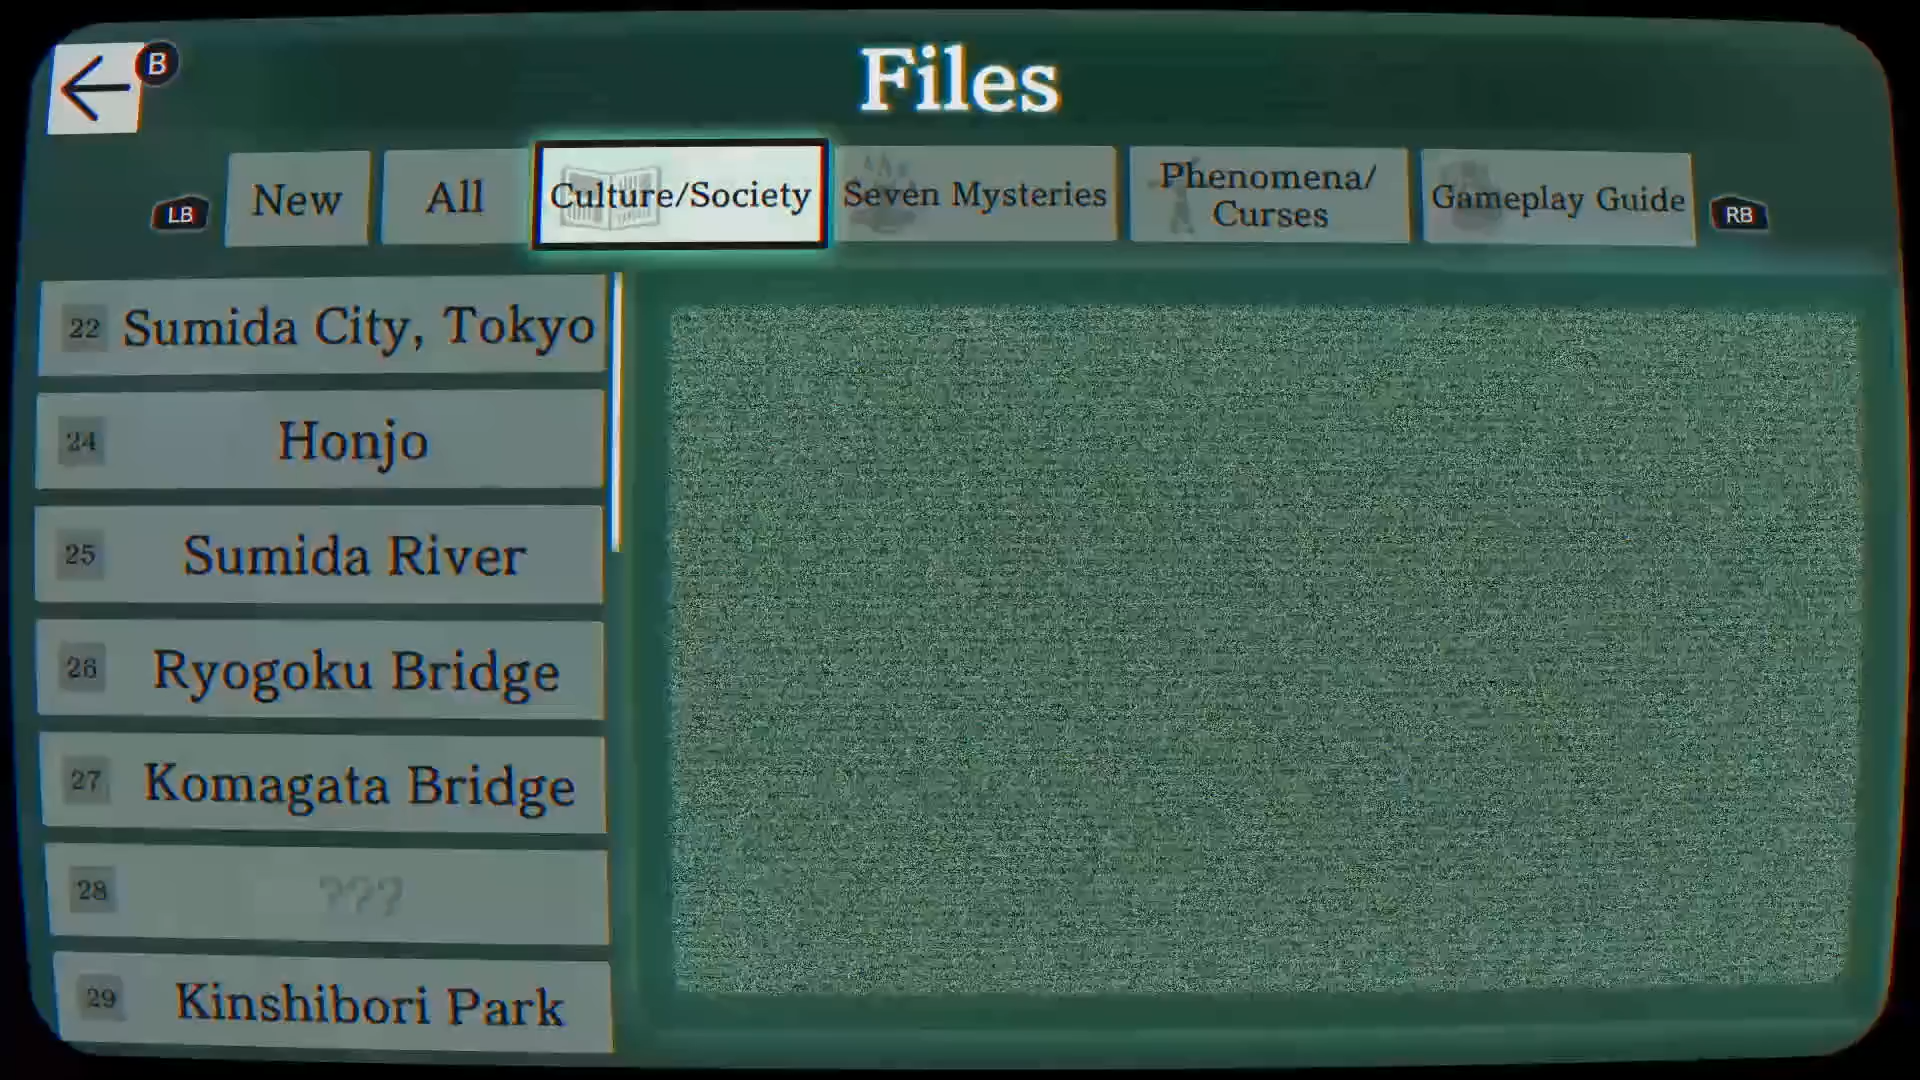 B
Files
LB
New
All
Culture/Society
Seven Mysteries
Phenomena/
Curses
Gameplay Guide
RB
22 Sumida City, Tokyo
24 Honjo
25 Sumida River
26 Ryogoku Bridge
27 Komagata Bridge
28 ???
29 Kinshibori Park